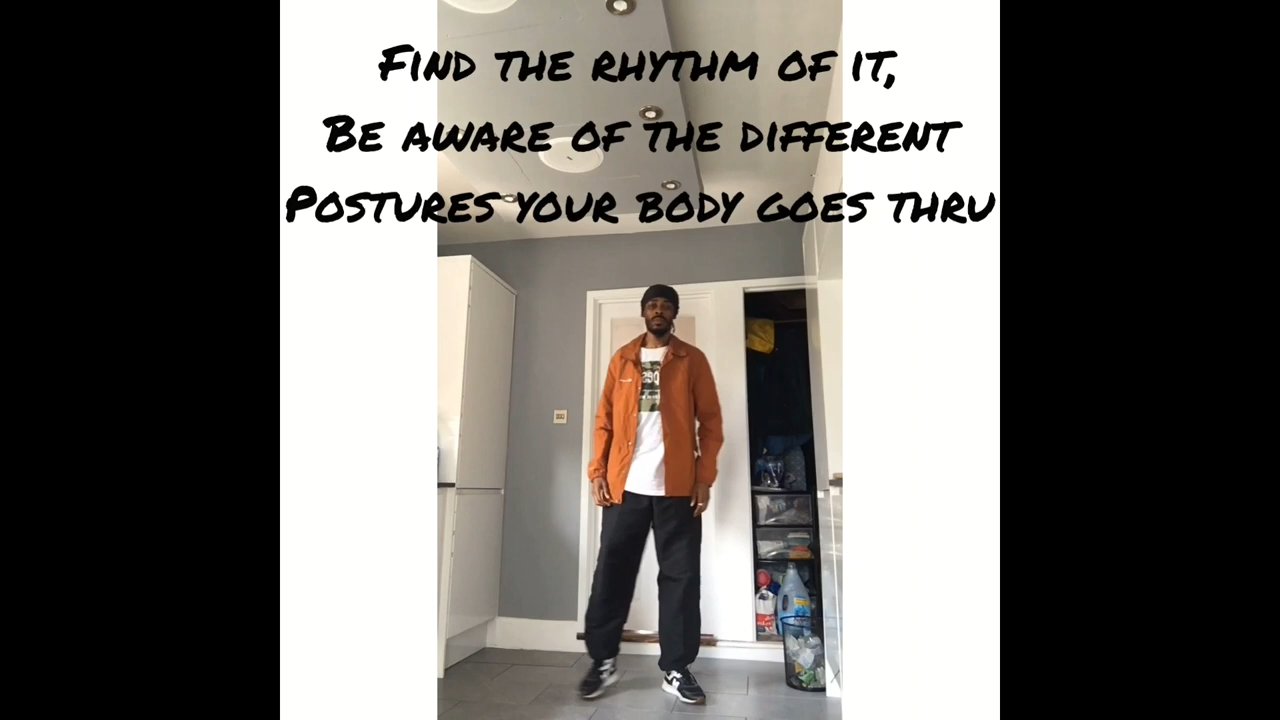 Find the rhythm of it,
Be aware of the different
Postures your body goes thru